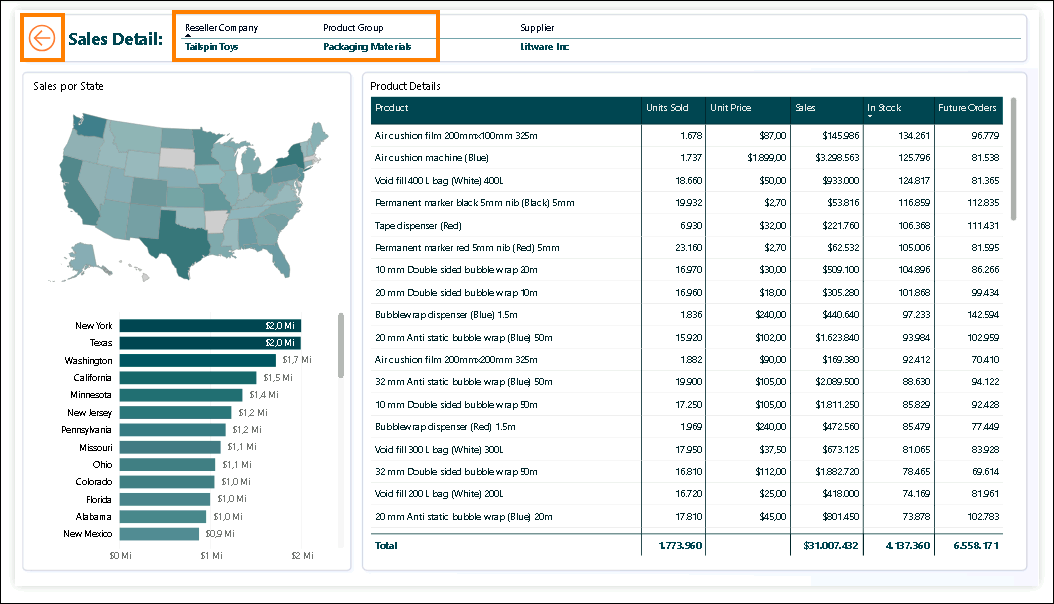 Sales Detail:
Reseller Company Product Group Supplier
Tailspin Toys Packaging Materials Litware Inc
Sales por State
New York $2,0 Mi
Texas $2,0 Mi
Washington $1,7 Mi
California $1,5 Mi
Minnesota $1,4 Mi
New Jersey $1,2 Mi
Pennsylvania $1,2 Mi
Missouri $1,1 Mi
Ohio $1,1 Mi
Colorado $1,0 Mi
Florida $1,0 Mi
Alabama $1,0 Mi
New Mexico $0,9 Mi
$0 Mi $1 Mi $2 Mi
Product Details
Product Units Sold Unit Price Sales In Stock Future Orders
Air cushion film 200mmx100mm 325m 1.678 $87,00 $145.986 134.261 96.779
Air cushion machine (Blue) 1.737 $1.899,00 $3.298.563 125.796 81.538
Void fill 400 L bag (White) 400L 18.660 $50,00 $933.000 124.817 81.365
Permanent marker black 5mm nib (Black) 5mm 19.932 $2,70 $53.816 116.859 112.835
Tape dispenser (Red) 6.930 $32,00 $221.760 106.368 111.431
Permanent marker red 5mm nib (Red) 5mm 23.160 $2,70 $62.532 105.006 81.595
10 mm Double sided bubble wrap 20m 16.970 $30,00 $509.100 104.896 86.266
20 mm Double sided bubble wrap 10m 16.960 $18,00 $305.280 101.868 99.434
Bubblewrap dispenser (Blue) 1.5m 1.836 $240,00 $440.640 97.233 142.594
20 mm Anti static bubble wrap (Blue) 50m 15.920 $102,00 $1.623.840 93.984 102.959
Air cushion film 200mmx200mm 325m 1.882 $90,00 $169.380 92.412 70.410
32 mm Anti static bubble wrap (Blue) 50m 19.900 $105,00 $2.089.500 88.630 94.122
10 mm Double sided bubble wrap 50m 17.250 $105,00 $1.811.250 85.829 92.428
Bubblewrap dispenser (Red) 1.5m 1.969 $240,00 $472.560 85.479 77.449
Void fill 300 L bag (White) 300L 17.950 $37,50 $673.125 81.065 83.928
32 mm Double sided bubble wrap 50m 16.810 $112,00 $1.882.720 78.465 69.614
Void fill 200 L bag (White) 200L 16.720 $25,00 $418.000 74.169 81.961
20 mm Anti static bubble wrap (Blue) 20m 17.810 $45,00 $801.450 73.878 102.783
Total 1.773.960 $31.007.432 4.137.360 6.558.171